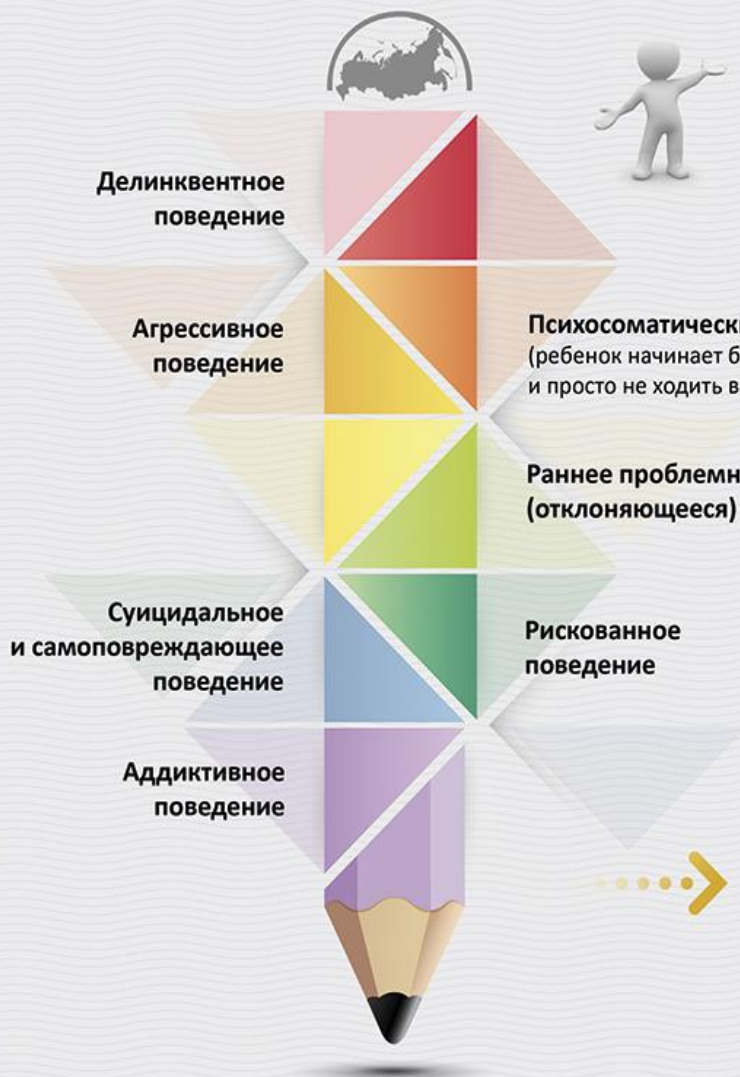 Делинквентное
поведение
Агрессивное
поведение
(ребенок начинает
и просто не ходить
Раннее
(отклоняющееся)
Суицидальное
и самоповреждающее
поведение
Рискованное
поведение
Аддиктивное
поведение